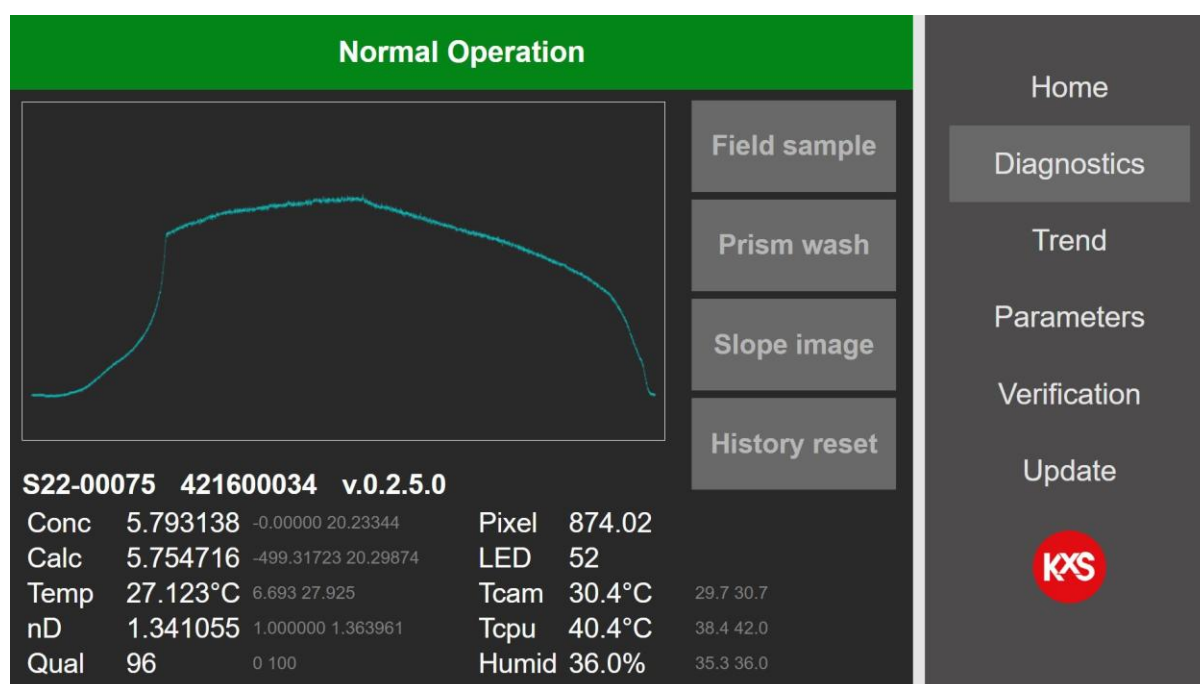 Normal Operation
Field sample
Prism wash
Slope image
History reset
S22-00075 421600034 v.0.2.5.0
Conc 5.793138 -0.00000 20.23344 Pixel 874.02
Calc 5.754716 -499.31723 20.29874 LED 52
Temp 27.123°C 6.693 27.925 Tcam 30.4°C 29.7 30.7
nD 1.341055 1.000000 1.363961 Tcpu 40.4°C 38.4 42.0
Qual 96 0 100 Humid 36.0% 35.3 36.0
Home
Diagnostics
Trend
Parameters
Verification
Update
KXS